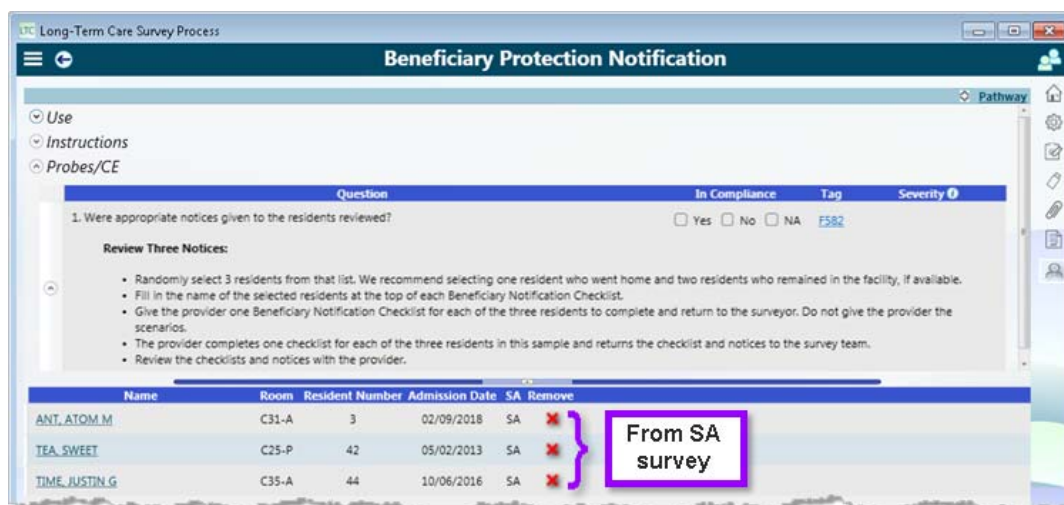 LTC Long-Term Care Survey Process
Beneficiary Protection Notification
Pathway
Use
Instructions
Probes/CE
Question In Compliance Tag Severity
1. Were appropriate notices given to the residents reviewed? Yes No NA F582
Review Three Notices:
• Randomly select 3 residents from that list. We recommend selecting one resident who went home and two residents who remained in the facility, if available.
• Fill in the name of the selected residents at the top of each Beneficiary Notification Checklist.
• Give the provider one Beneficiary Notification Checklist for each of the three residents to complete and return to the surveyor. Do not give the provider the
scenarios.
• The provider completes one checklist for each of the three residents in this sample and returns the checklist and notices to the survey team.
• Review the checklists and notices with the provider.
Name Room Resident Number Admission Date SA Remove
ANT, ATOM M C31-A 3 02/09/2018 SA
TEA, SWEET C25-P 42 05/02/2013 SA
TIME, JUSTIN G C35-A 44 10/06/2016 SA
From SA
survey